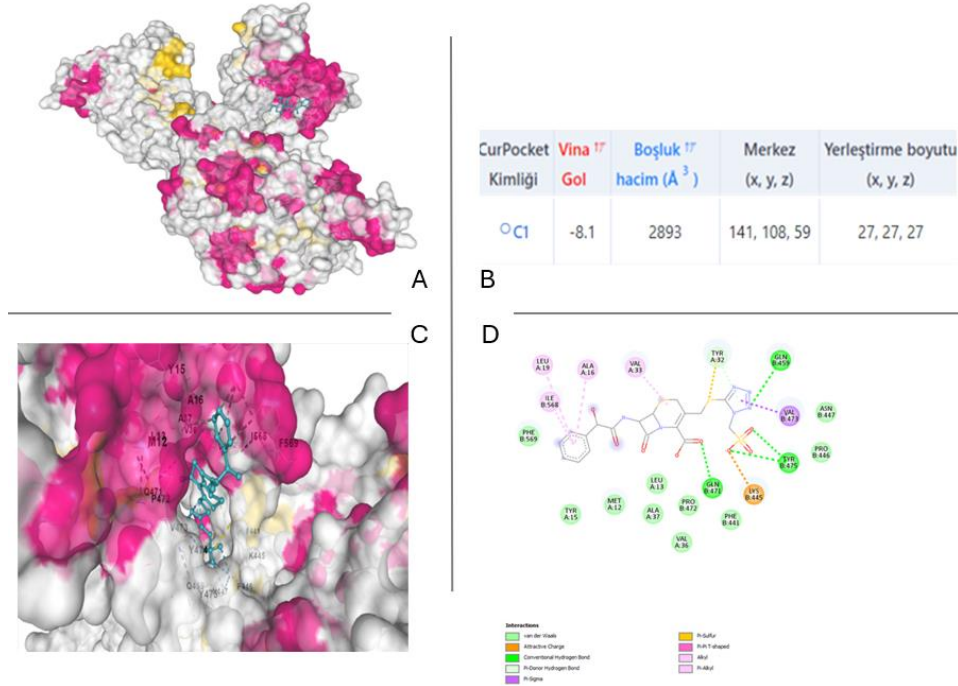 A
CurPocket Vina Boşluk Merkez Yerleştirme boyutu
Kimliği Gol hacim (Å 3 ) (x, y, z) (x, y, z)
C1 -8.1 2893 141, 108, 59 27, 27, 27
B
C
Y15
A16
M12
F569
P472
Y474
D
LEU
A:19
ALA
A:16
VAL
A:33
TYR
A:32
GLN
B:459
ILE
B:568
VAL
B:473
ASN
B:447
PHE
B:569
TYR
B:475
PRO
B:446
LEU
A:13
GLN
B:471
LYS
B:445
TYR
A:15
MET
A:12
ALA
A:37
PRO
B:472
PHE
B:441
VAL
A:36
Interactions
van der Waals
Attractive Charge
Conventional Hydrogen Bond
Pi-Donor Hydrogen Bond
Pi-Sigma
Pi-Sulfur
Pi-Pi T-shaped
Alkyl
Pi-Alkyl